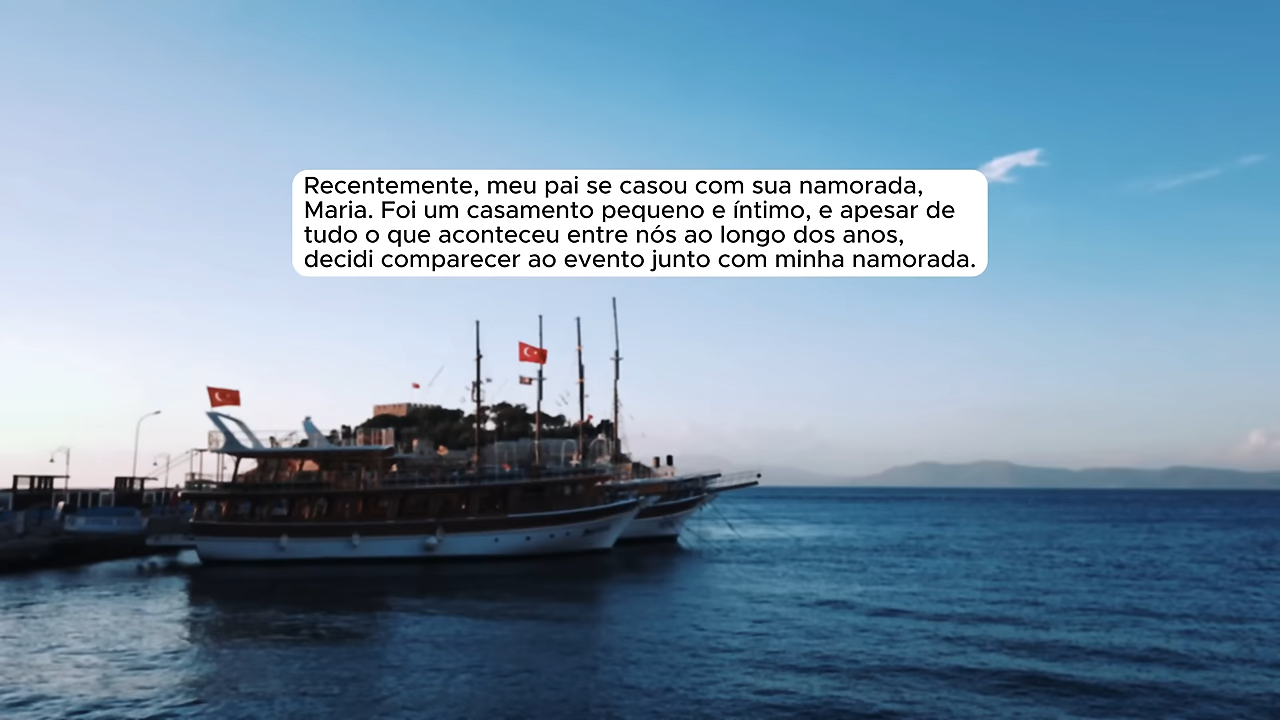 Recentemente, meu pai se casou com sua namorada,
Maria. Foi um casamento pequeno e íntimo, e apesar de
tudo o que aconteceu entre nós ao longo dos anos,
decidi comparecer ao evento junto com minha namorada.